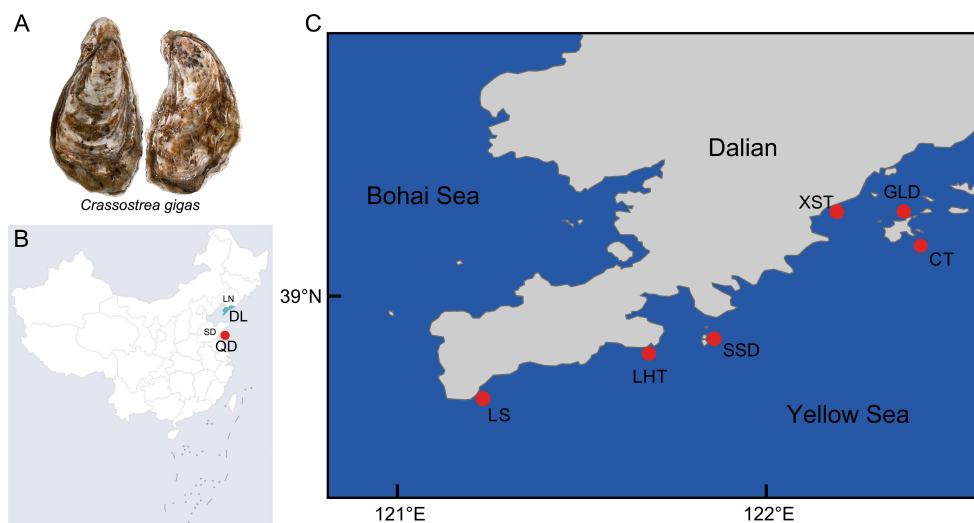 A
Crassostrea gigas
B
LN
DL
SD
QD
C
Dalian
Bohai Sea
XST
GLD
CT
39°N
SSD
LHT
LS
Yellow Sea
121°E
122°E